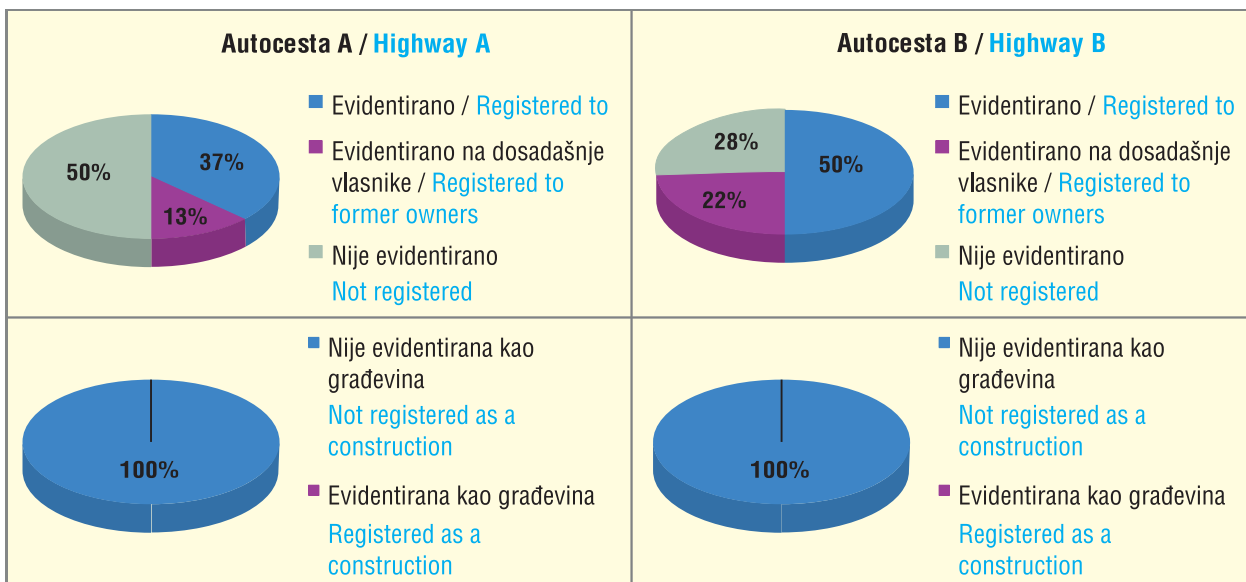 Autocesta A / Highway A
50%
37%
13%
Evidentirano / Registered to
Evidentirano na dosadašnje
vlasnike / Registered to
former owners
Nije evidentirano
Not registered
Autocesta B / Highway B
28%
50%
22%
Evidentirano / Registered to
Evidentirano na dosadašnje
vlasnike / Registered to
former owners
Nije evidentirano
Not registered
100%
Nije evidentirana kao
građevina
Not registered as a
construction
Evidentirana kao građevina
Registered as a
construction
100%
Nije evidentirana kao
građevina
Not registered as a
construction
Evidentirana kao građevina
Registered as a
construction